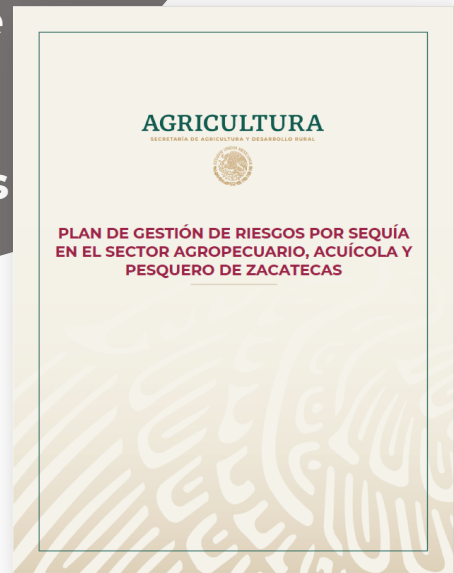 e
s
AGRICULTURA
SECRETARÍA DE AGRICULTURA Y DESARROLLO RURAL
PLAN DE GESTIÓN DE RIESGOS POR SEQUÍA
EN EL SECTOR AGROPECUARIO, ACUÍCOLA Y
PESQUERO DE ZACATECAS